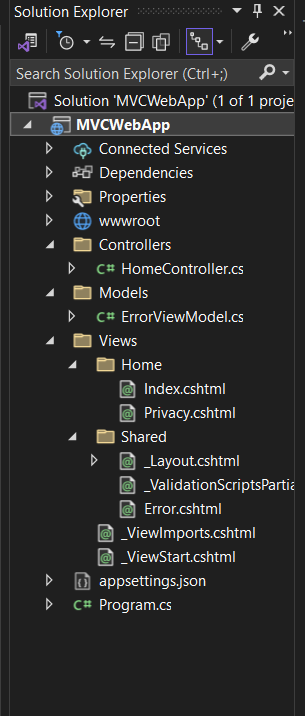 Solution Explorer
Search Solution Explorer (Ctrl+;)
Solution 'MVCWebApp' (1 of 1 proje
MVCWebApp
Connected Services
Dependencies
Properties
wwwroot
Controllers
C# HomeController.cs
Models
C# ErrorViewModel.cs
Views
Home
Index.cshtml
Privacy.cshtml
Shared
_Layout.cshtml
_ValidationScriptsPartia
Error.cshtml
_ViewImports.cshtml
_ViewStart.cshtml
appsettings.json
C# Program.cs